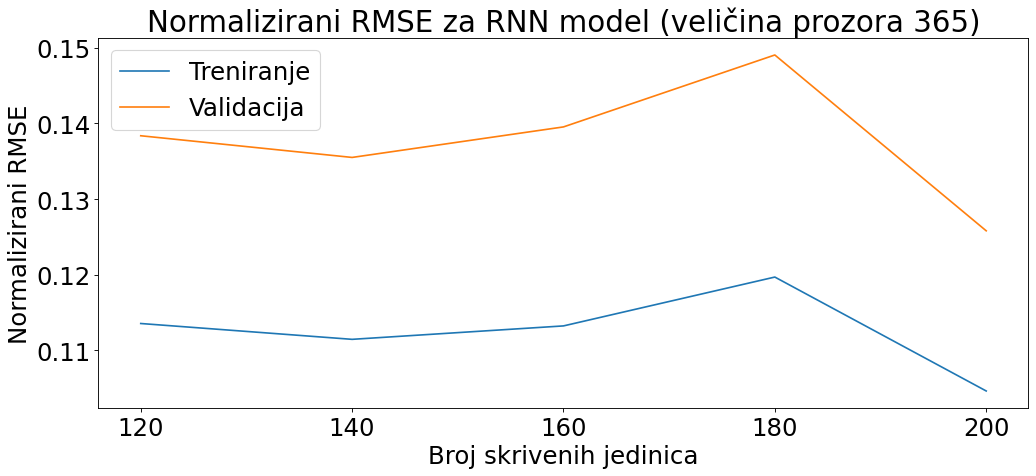 Normalizirani RMSE za RNN model (veličina prozora 365)
Normalizirani RMSE
0.15
0.14
0.13
0.12
0.11
Treniranje
Validacija
120 140 160 180 200
Broj skrivenih jedinica